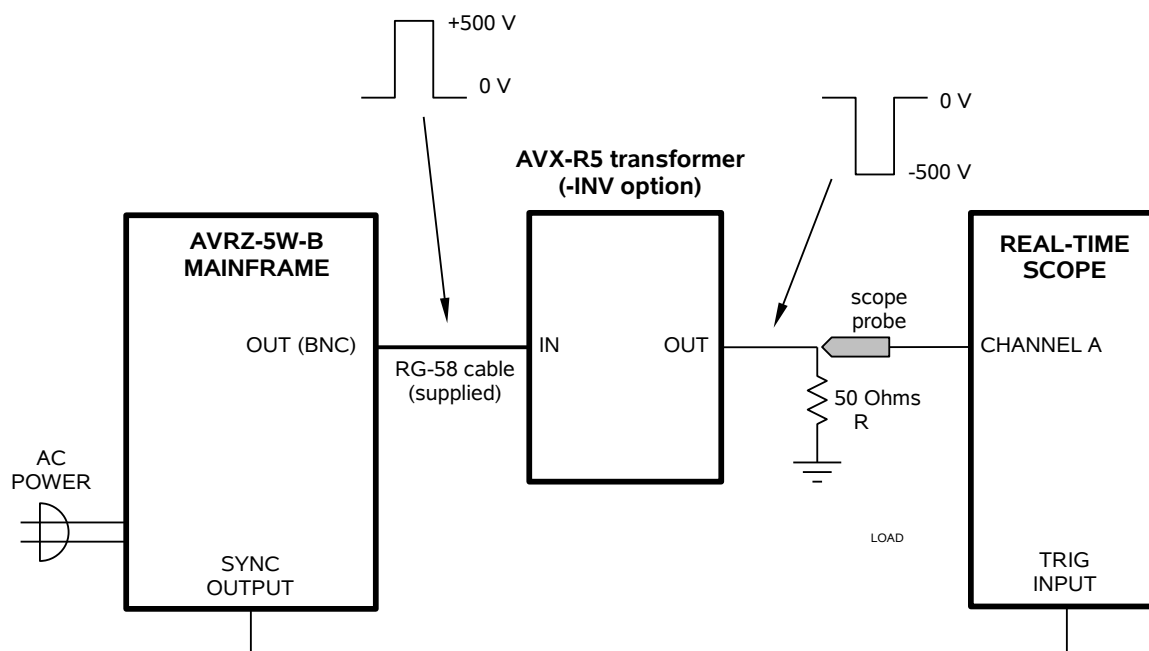 +500 V
0 V
0 V
-500 V
AVX-R5 transformer
(-INV option)
AVRZ-5W-B
MAINFRAME
REAL-TIME
SCOPE
scope
probe
OUT (BNC)
IN
OUT
CHANNEL A
RG-58 cable
(supplied)
50 Ohms
R
AC
POWER
LOAD
SYNC
OUTPUT
TRIG
INPUT